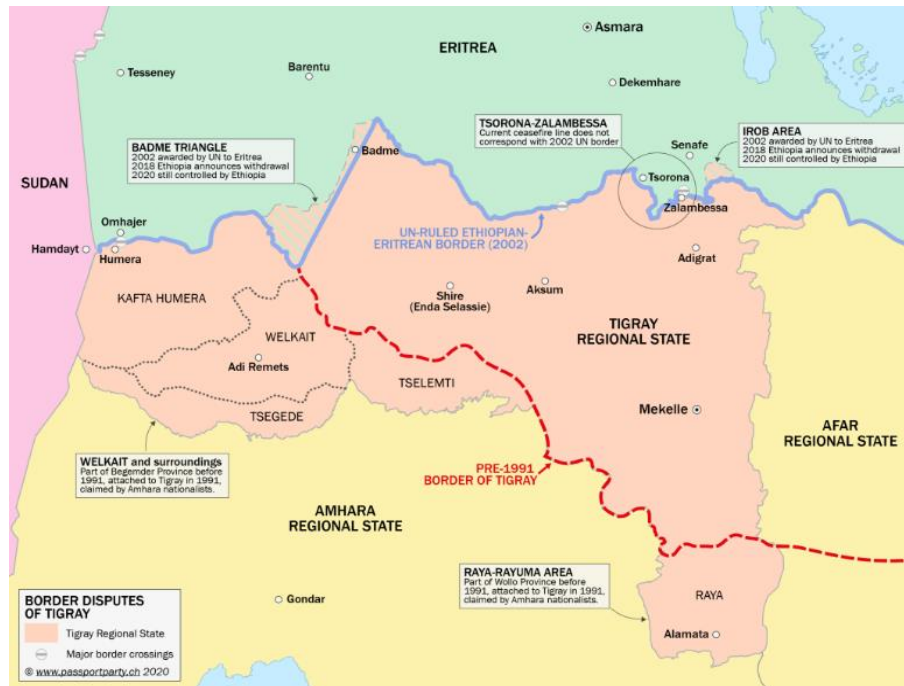 Asmara
ERITREA
Barentu
Tesseney
Dekemhare
TSORONA-ZALAMBESSA
Current ceasefire line does not
correspond with 2002 UN border
IROB AREA
2002 awarded by UN to Eritrea
2018 Ethiopia announces withdrawal
2020 still controlled by Ethiopia
BADME TRIANGLE
2002 awarded by UN to Eritrea
2018 Ethiopia announces withdrawal
2020 still controlled by Ethiopia
Badme
Senafe
Tsorona
Zalambessa
SUDAN
Omhajer
Hamdayt
Humera
UN-RULED ETHIOPIAN-
ERITREAN BORDER (2002)
Adigrat
KAFTA HUMERA
Shire
(Enda Selassie)
Aksum
WELKAIT
TIGRAY
REGIONAL STATE
Adi Remets
TSELEMTI
TSEGEDE
Mekelle
AFAR
REGIONAL STATE
WELKAIT and surroundings
Part of Begemder Province before
1991, attached to Tigray in 1991,
claimed by Amhara nationalists.
PRE-1991
BORDER OF TIGRAY
AMHARA
REGIONAL STATE
RAYA-RAYUMA AREA
Part of Wollo Province before
1991, attached to Tigray in 1991,
claimed by Amhara nationalists.
RAYA
Gondar
Alamata
BORDER DISPUTES
OF TIGRAY
Tigray Regional State
Major border crossings
© www.passportparty.ch 2020